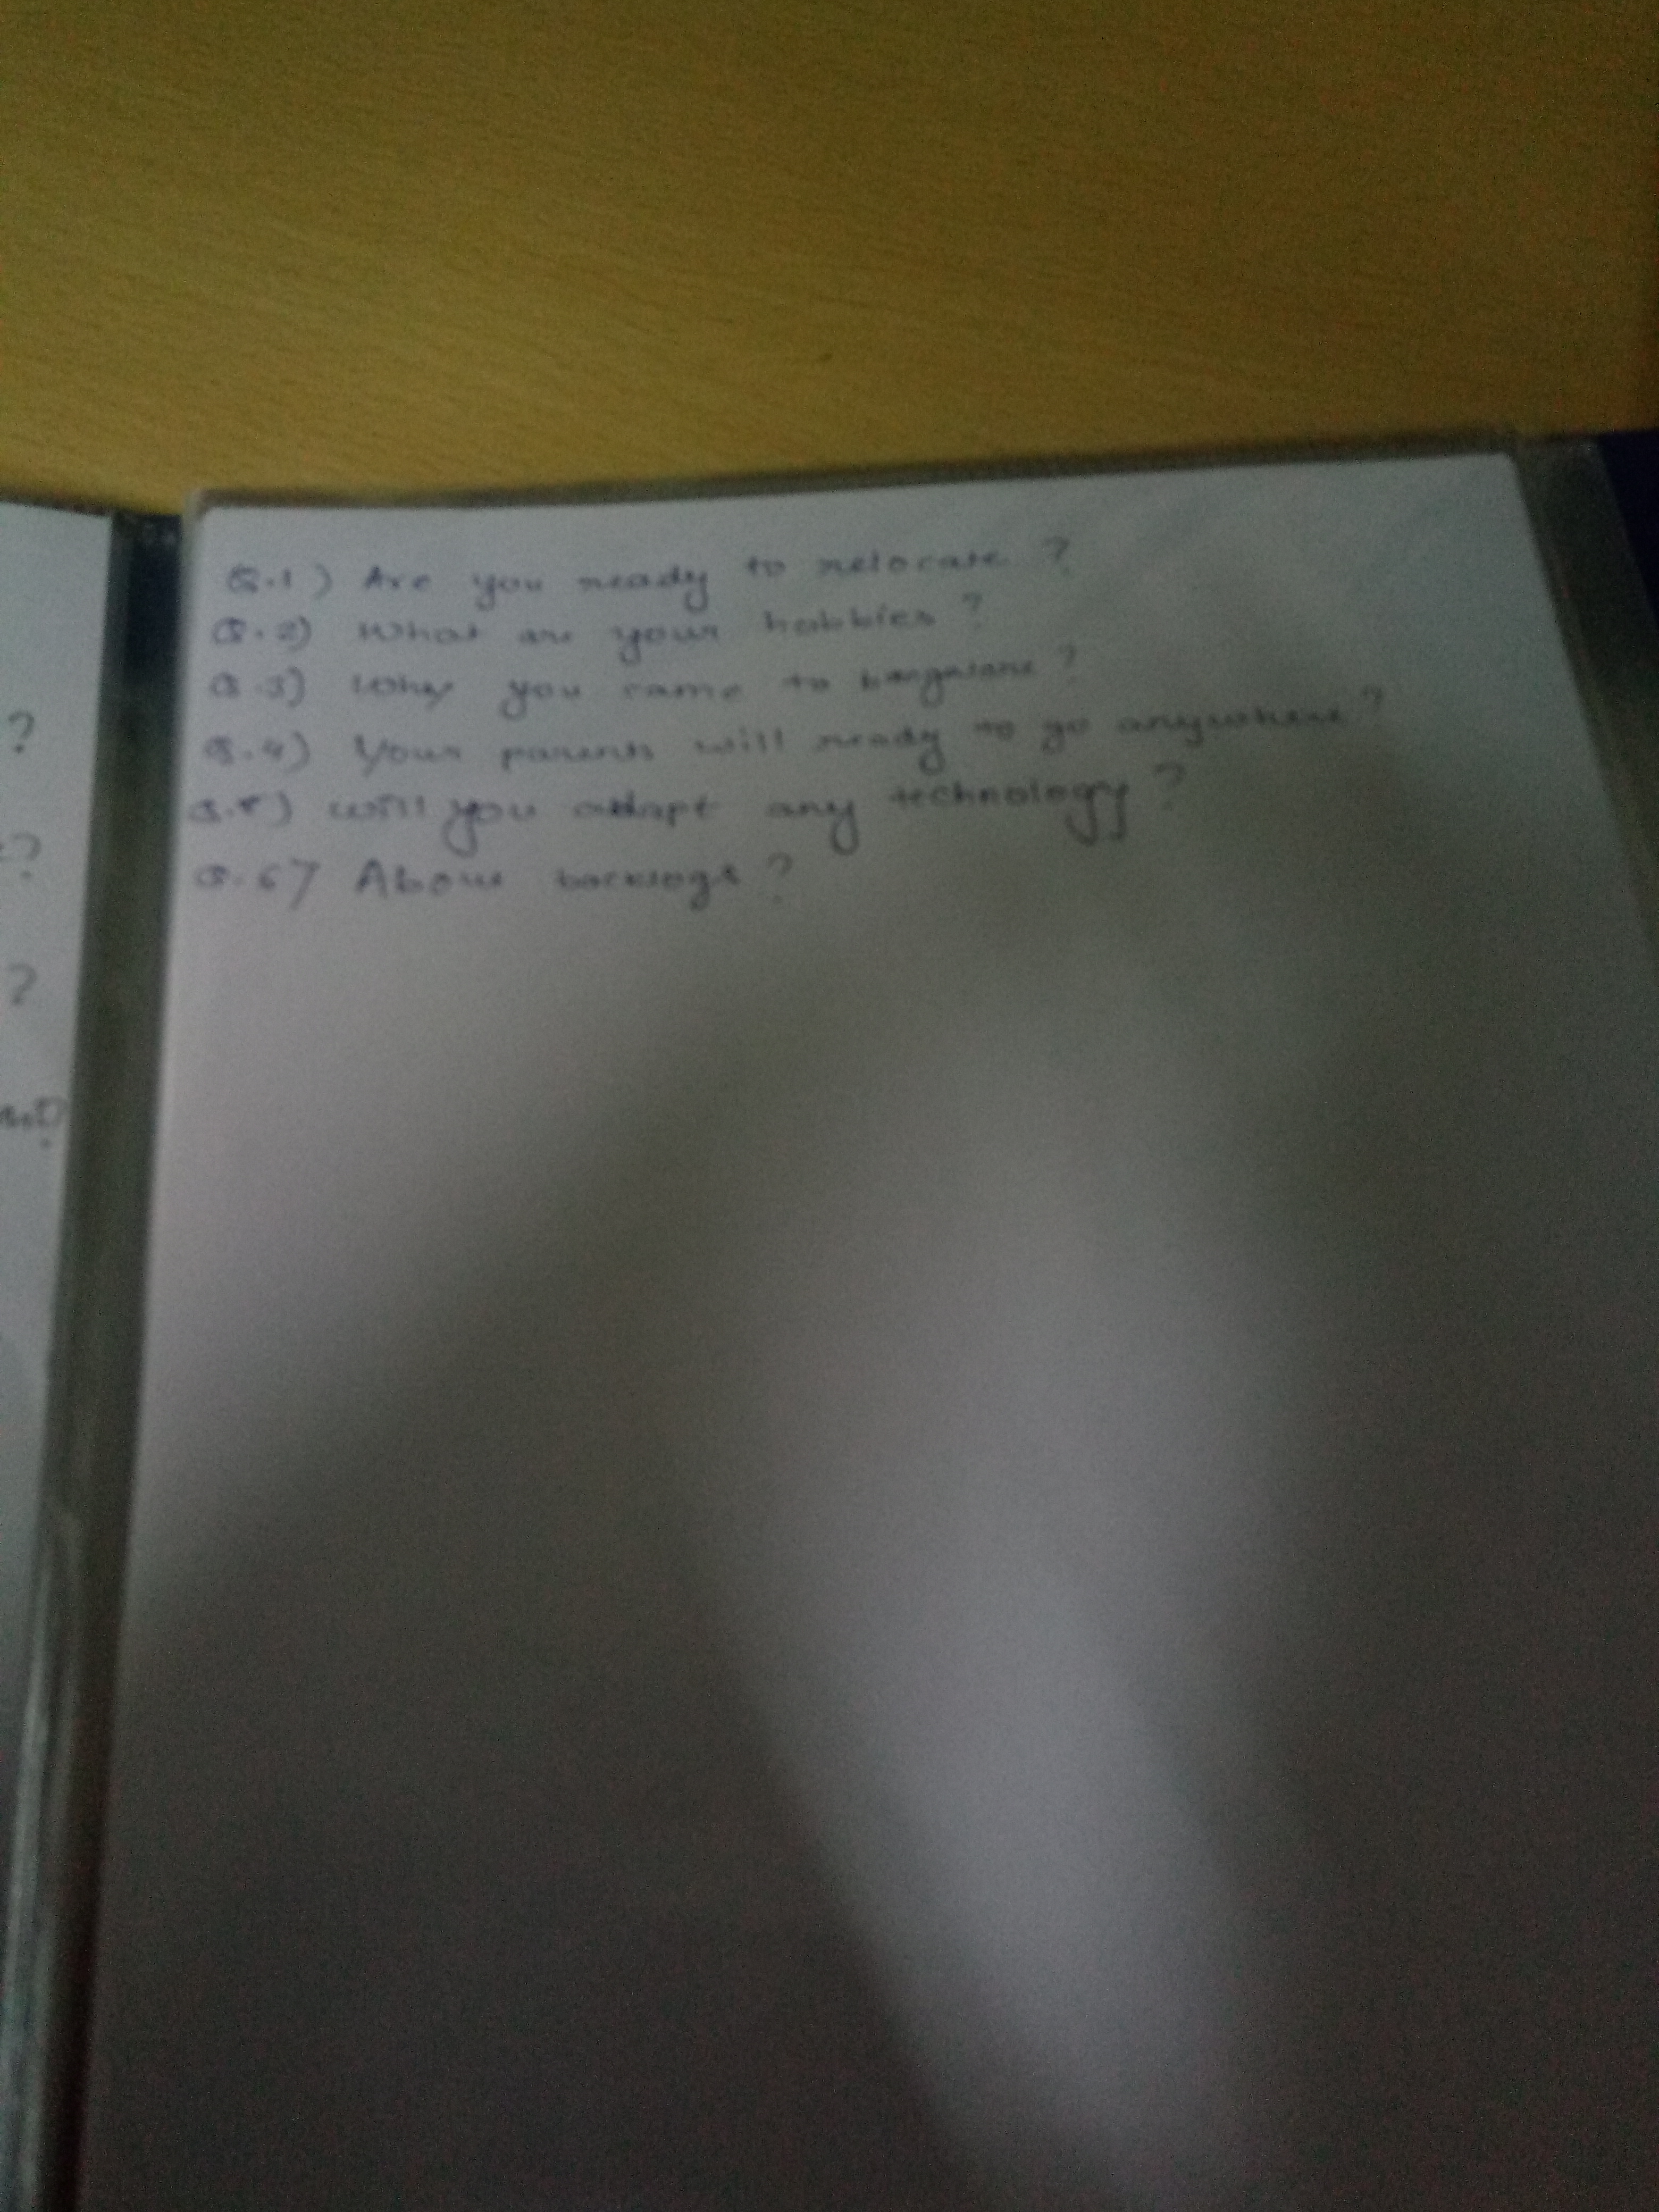 Q.1) Are you ready to relocate ?
Q.2) What are your hobbies ?
Q.3) Why you came to bangalore ?
Q.4) Your parents will ready to go anywhere ?
Q.5) Will you adapt any technology ?
Q.6) About backlogs ?
?
?
?